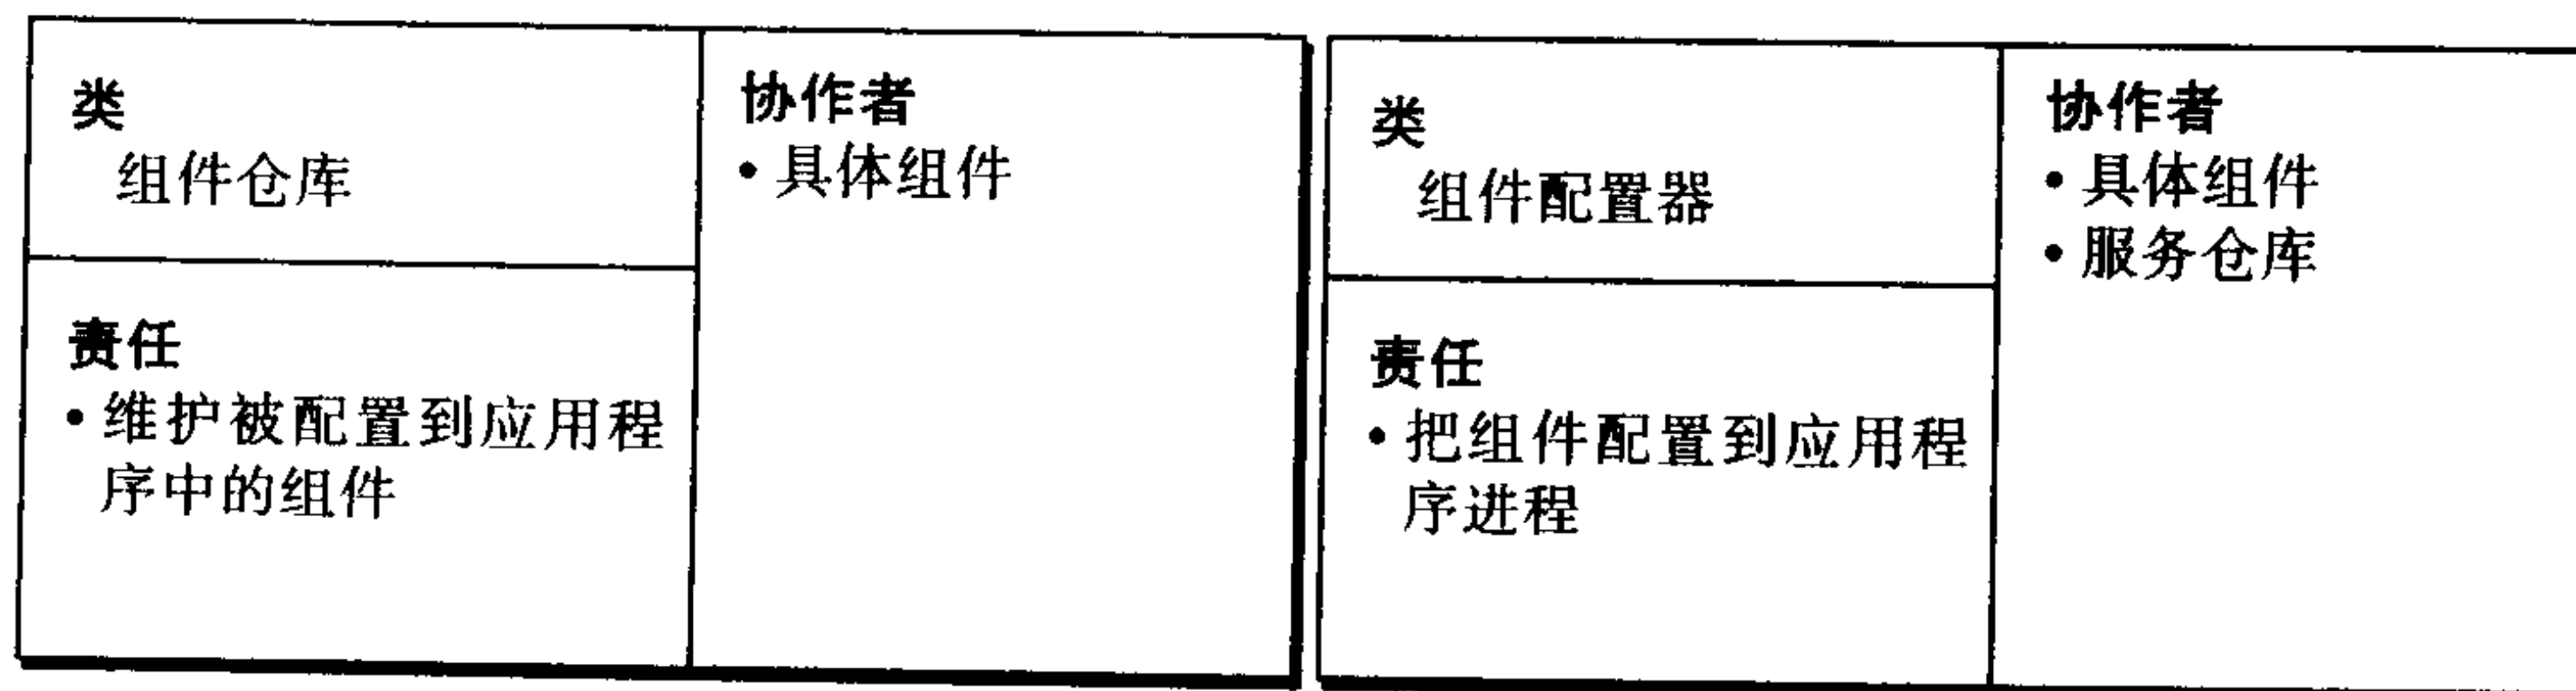 类
组件仓库
协作者
• 具体组件
责任
• 维护被配置到应用程
序中的组件
类
组件配置器
协作者
• 具体组件
• 服务仓库
责任
• 把组件配置到应用程
序进程